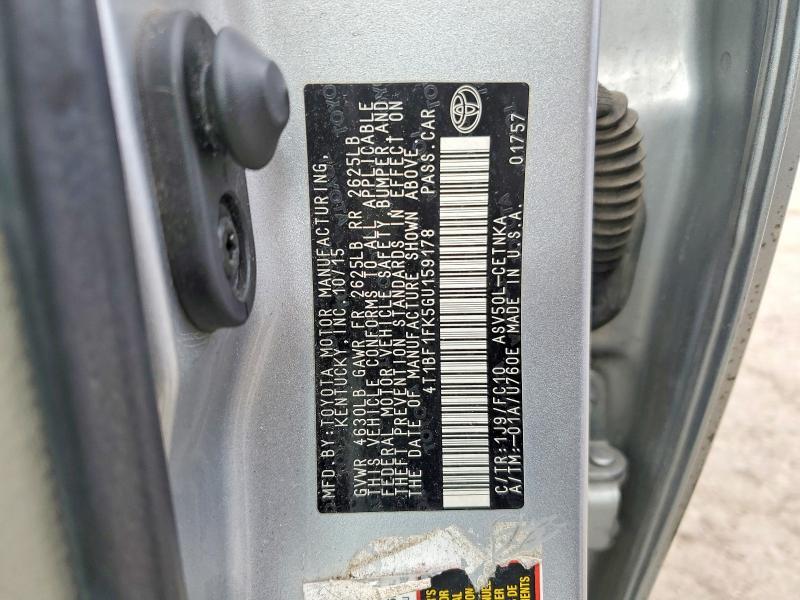 MFD.BY:TOYOTA MOTOR MANUFACTURING,
KENTUCKY, INC. 10/15
GVWR 4630LB GAWR FR 2625LB RR 2625LB
THIS VEHICLE CONFORMS TO ALL APPLICABLE
FEDERAL MOTOR VEHICLE SAFETY, BUMPER, AND
THEFT PREVENTION STANDARDS IN EFFECT ON
THE DATE OF MANUFACTURE SHOWN ABOVE.
4T1BF1FK5GU159178 PASS.CAR
C/TR:1J9/FC10 ASV50L-CETNKA
A/TM:-01A/U760E MADE IN U.S.A. 01757